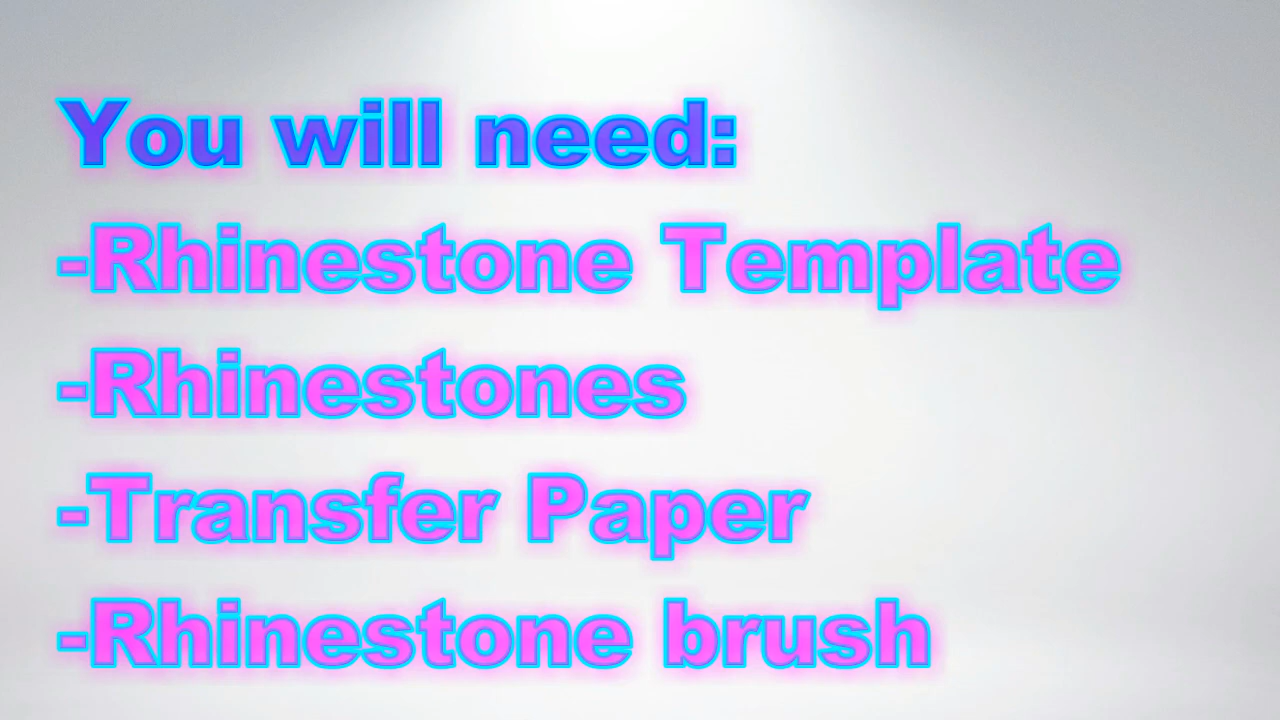 You will need:
-Rhinestone Template
-Rhinestones
-Transfer Paper
-Rhinestone brush